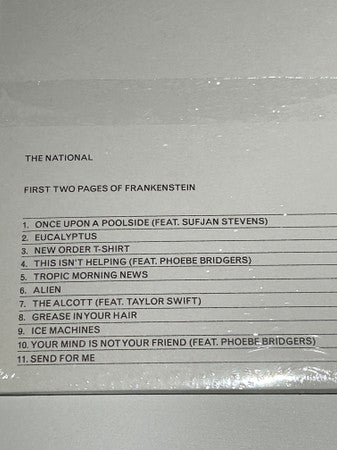 THE NATIONAL
FIRST TWO PAGES OF FRANKENSTEIN
1. ONCE UPON A POOLSIDE (FEAT. SUFJAN STEVENS)
2. EUCALYPTUS
3. NEW ORDER T-SHIRT
4. THIS ISN'T HELPING (FEAT. PHOEBE BRIDGERS)
5. TROPIC MORNING NEWS
6. ALIEN
7. THE ALCOTT (FEAT. TAYLOR SWIFT)
8. GREASE IN YOUR HAIR
9. ICE MACHINES
10. YOUR MIND IS NOT YOUR FRIEND (FEAT. PHOEBE BRIDGERS)
11. SEND FOR ME